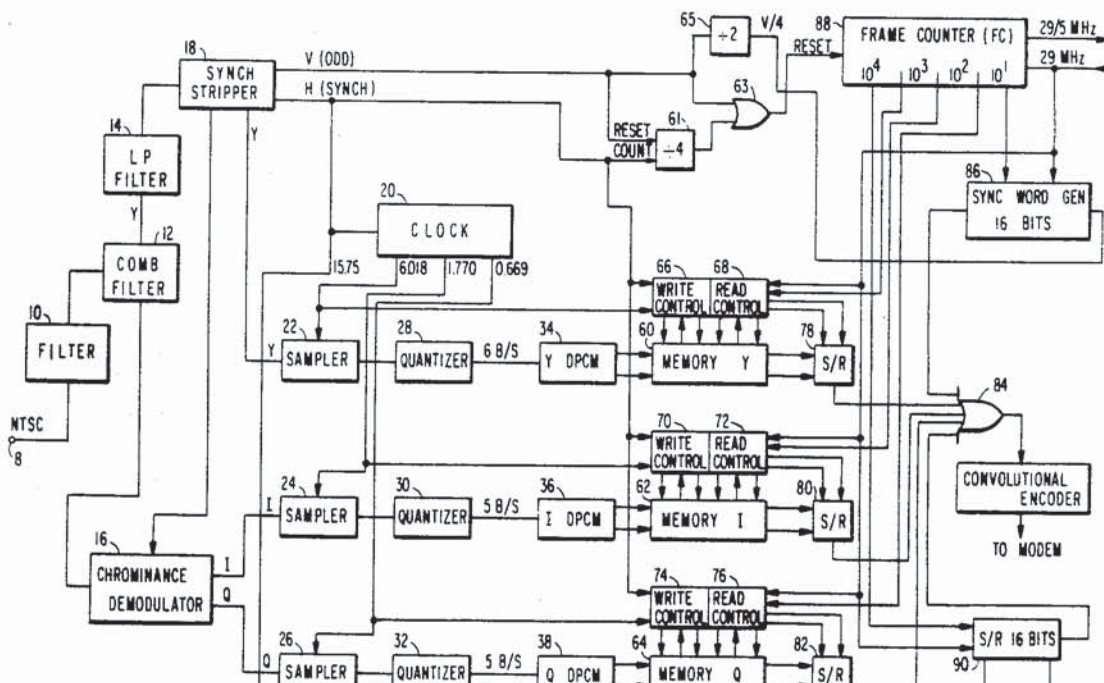 65
÷2
V/4
88
FRAME COUNTER (FC)
10⁴ 10³ 10² 10¹
29/5 MHz
29 MHz
RESET
18
SYNCH
STRIPPER
V (ODD)
H (SYNCH)
Y
63
61
RESET
COUNT
÷4
14
LP
FILTER
Y
12
COMB
FILTER
10
FILTER
NTSC
8
20
CLOCK
15.75
6.018
1.770
0.669
86
SYNC WORD GEN
16 BITS
66
WRITE
CONTROL
68
READ
CONTROL
22
Y
SAMPLER
28
QUANTIZER
6 B/S
34
Y DPCM
60
MEMORY Y
78
S/R
84
70
WRITE
CONTROL
72
READ
CONTROL
24
I
SAMPLER
30
QUANTIZER
5 B/S
36
I DPCM
62
MEMORY I
80
S/R
CONVOLUTIONAL
ENCODER
TO MODEM
16
CHROMINANCE
DEMODULATOR
I
Q
74
WRITE
CONTROL
76
READ
CONTROL
26
Q
SAMPLER
32
QUANTIZER
5 B/S
38
Q DPCM
64
MEMORY Q
82
S/R
S/R 16 BITS
90